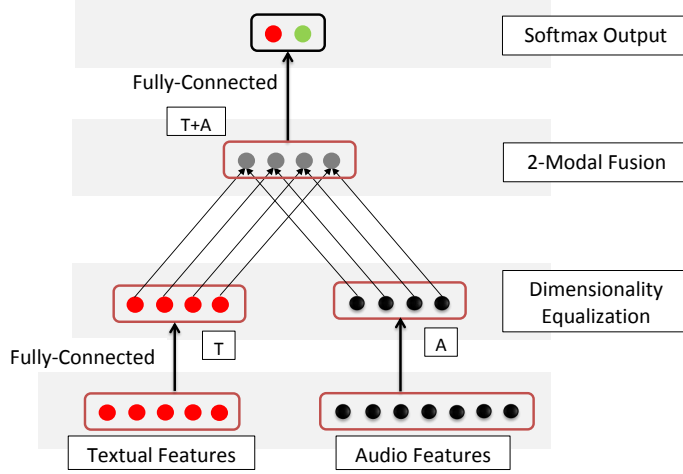 Softmax Output
Fully-Connected
T+A
2-Modal Fusion
Dimensionality
Equalization
T
A
Fully-Connected
Textual Features
Audio Features